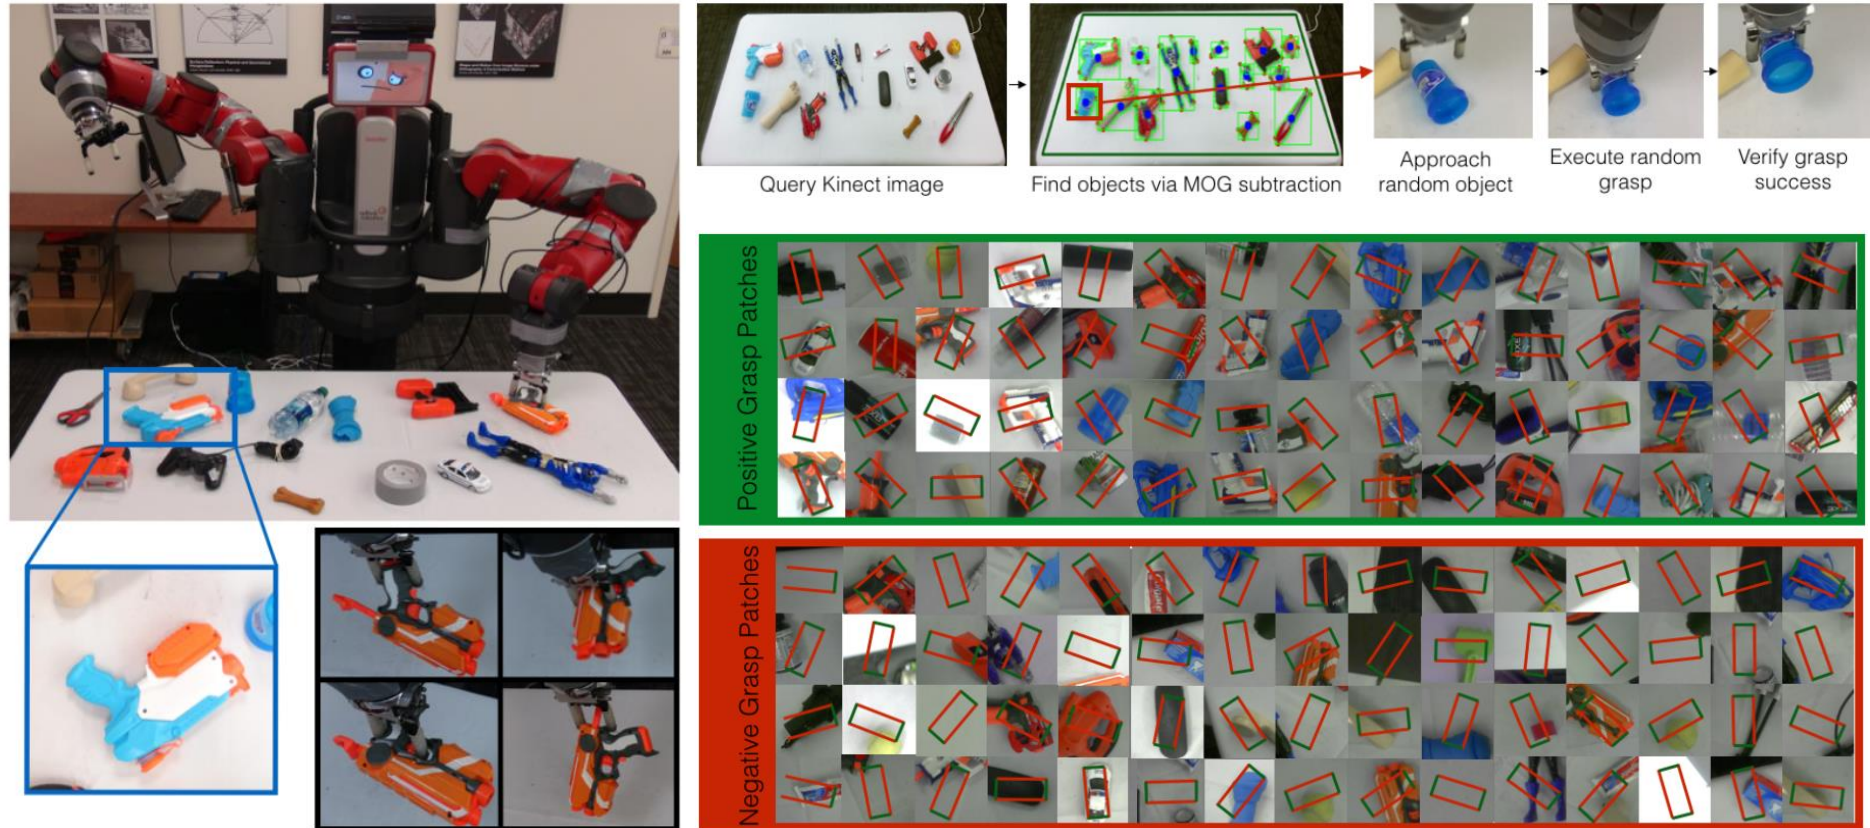 Query Kinect image
Find objects via MOG subtraction
Approach
random object
Execute random
grasp
Verify grasp
success
Positive Grasp Patches
Negative Grasp Patches